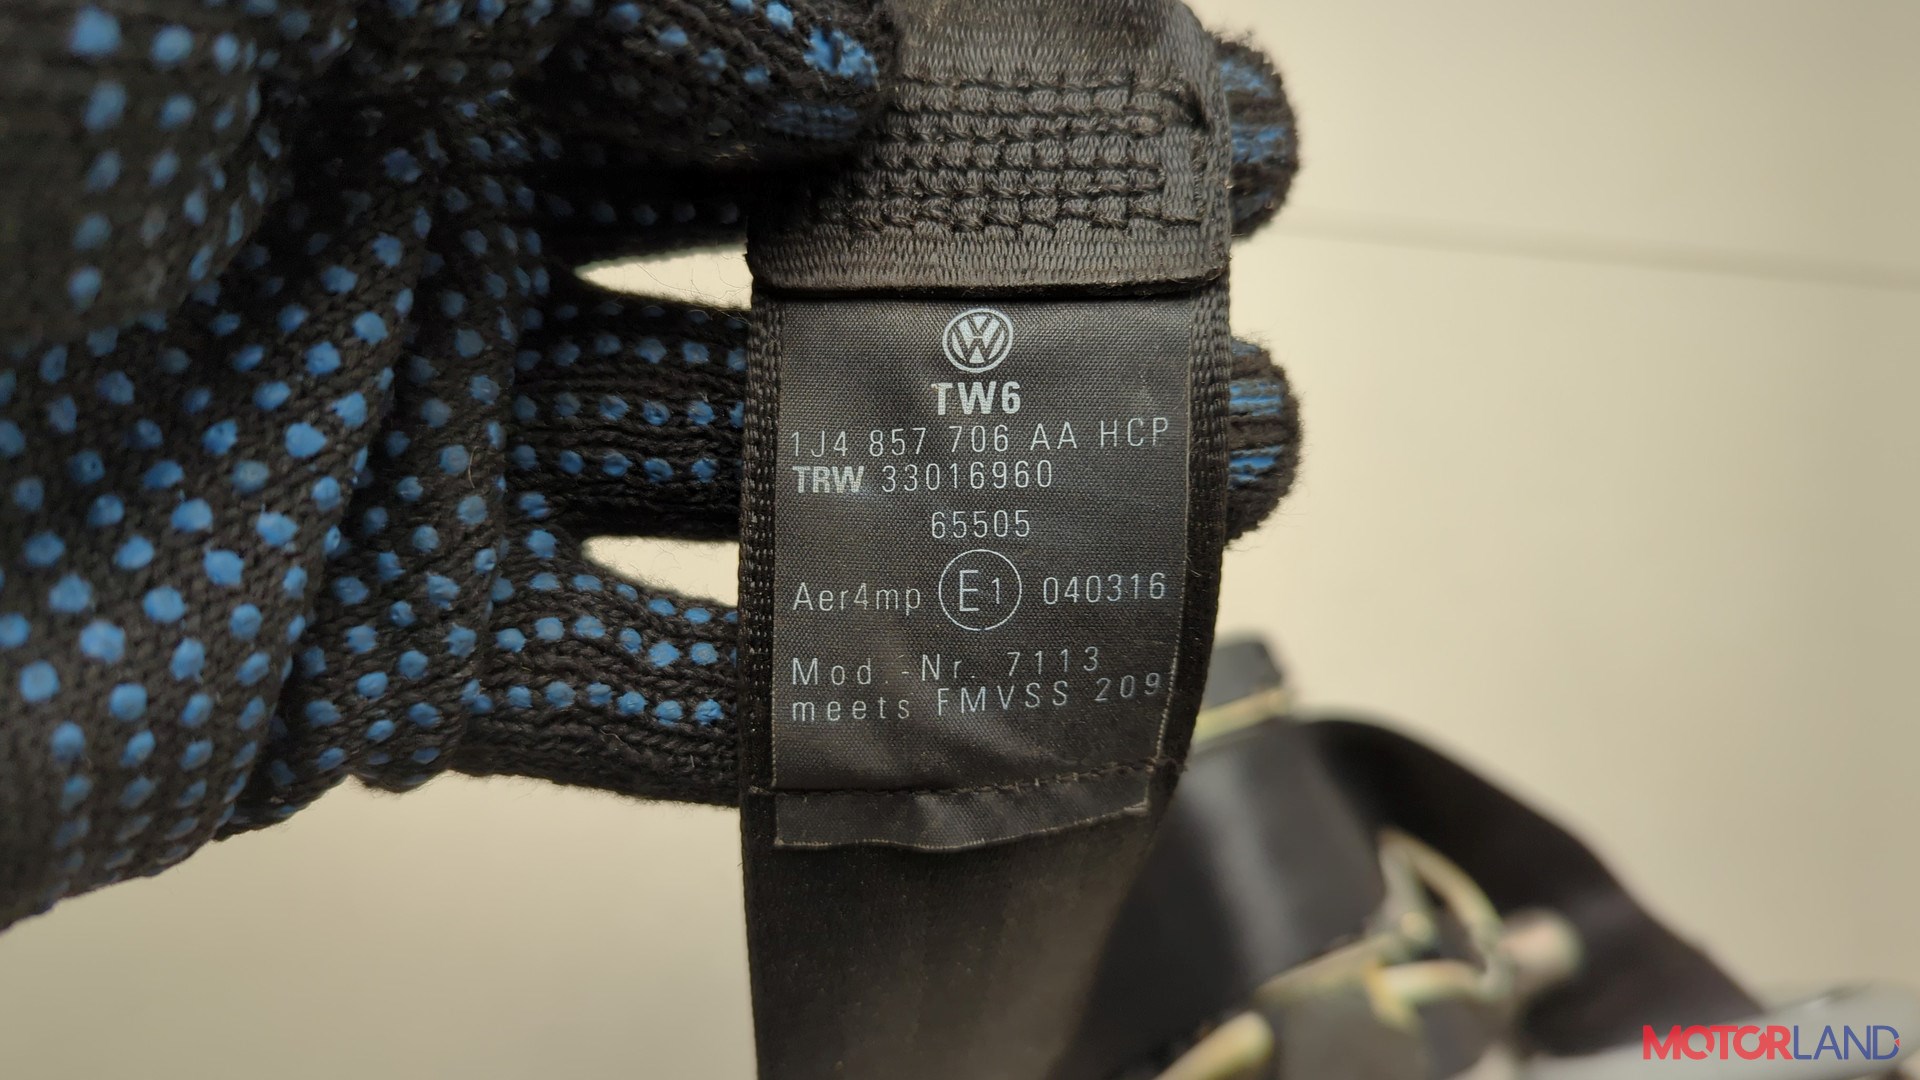 VW
TW6
1J4 857 706 AA HCP
TRW 33016960
65505
Aer4mp E1 040316
Mod.-Nr. 7113
meets FMVSS 209
MOTORLAND